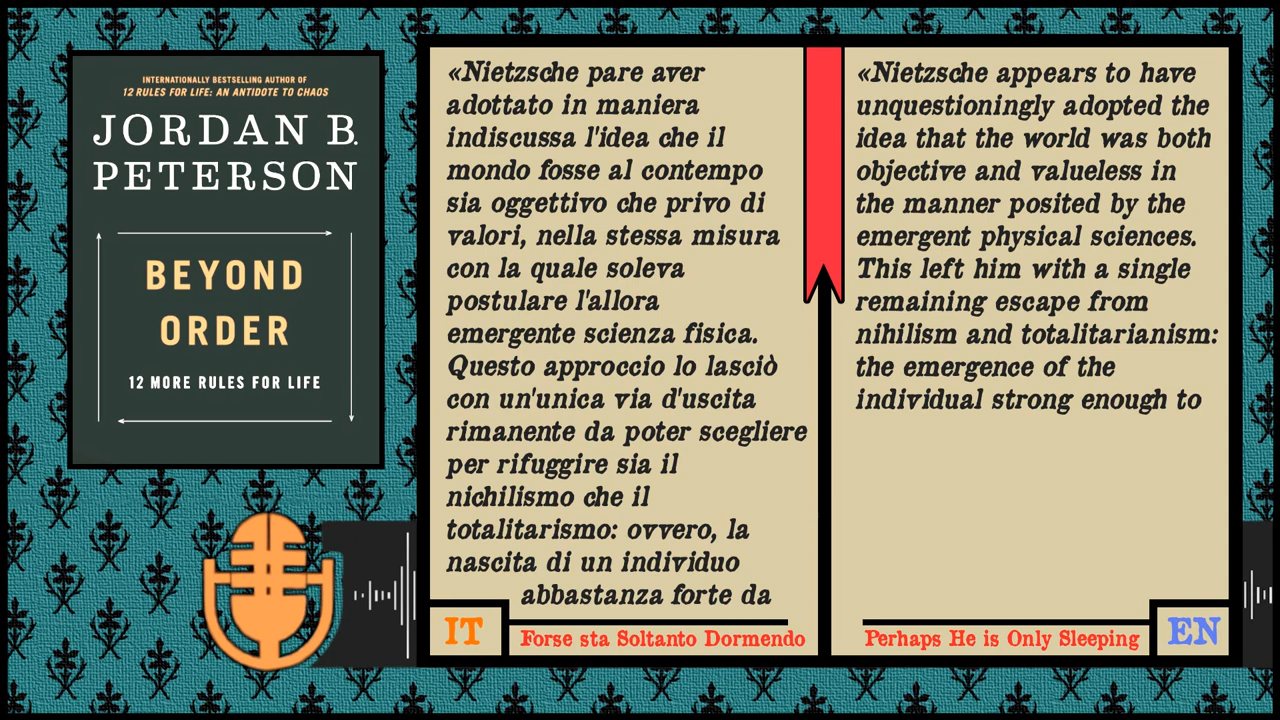 INTERNATIONALLY BESTSELLING AUTHOR OF
12 RULES FOR LIFE: AN ANTIDOTE TO CHAOS
JORDAN B.
PETERSON
BEYOND
ORDER
12 MORE RULES FOR LIFE
«Nietzsche pare aver
adottato in maniera
indiscussa l'idea che il
mondo fosse al contempo
sia oggettivo che privo di
valori, nella stessa misura
con la quale soleva
postulare l'allora
emergente scienza fisica.
Questo approccio lo lasciò
con un'unica via d'uscita
rimanente da poter scegliere
per rifuggire sia il
nichilismo che il
totalitarismo: ovvero, la
nascita di un individuo
abbastanza forte da
IT
Forse sta Soltanto Dormendo
«Nietzsche appears to have
unquestioningly adopted the
idea that the world was both
objective and valueless in
the manner posited by the
emergent physical sciences.
This left him with a single
remaining escape from
nihilism and totalitarianism:
the emergence of the
individual strong enough to
Perhaps He is Only Sleeping
EN